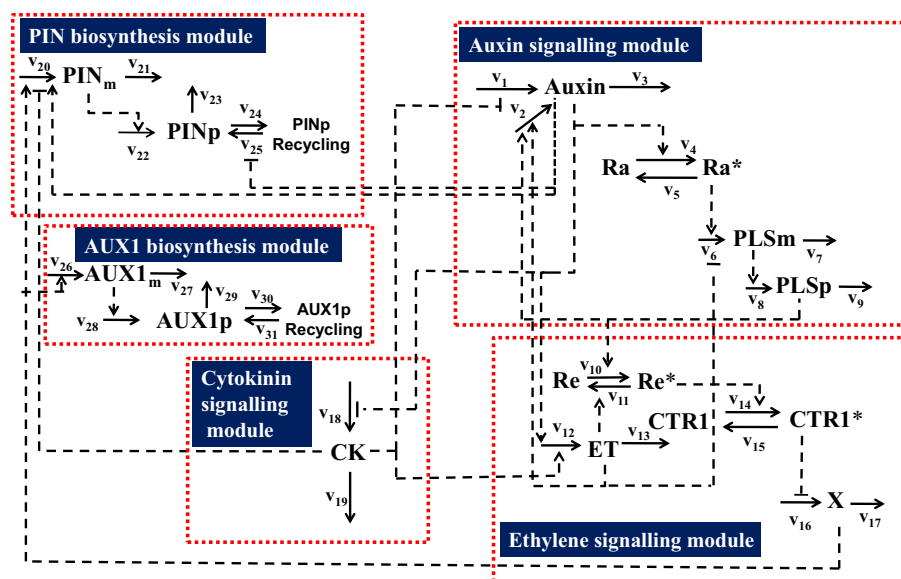 PIN biosynthesis module
v20
PINm
v21
v23
v22
PINp
v24
v25
PINp
Recycling
AUX1 biosynthesis module
v26
AUX1m
v27
v28
AUX1p
v29
v30
v31
AUX1p
Recycling
Cytokinin
signalling
module
v18
CK
v19
Auxin signalling module
v1
Auxin
v3
v2
Ra
v4
v5
Ra*
v6
PLSm
v7
v8
PLSp
v9
Re
v10
v11
Re*
v12
ET
v13
CTR1
v14
v15
CTR1*
v16
X
v17
Ethylene signalling module